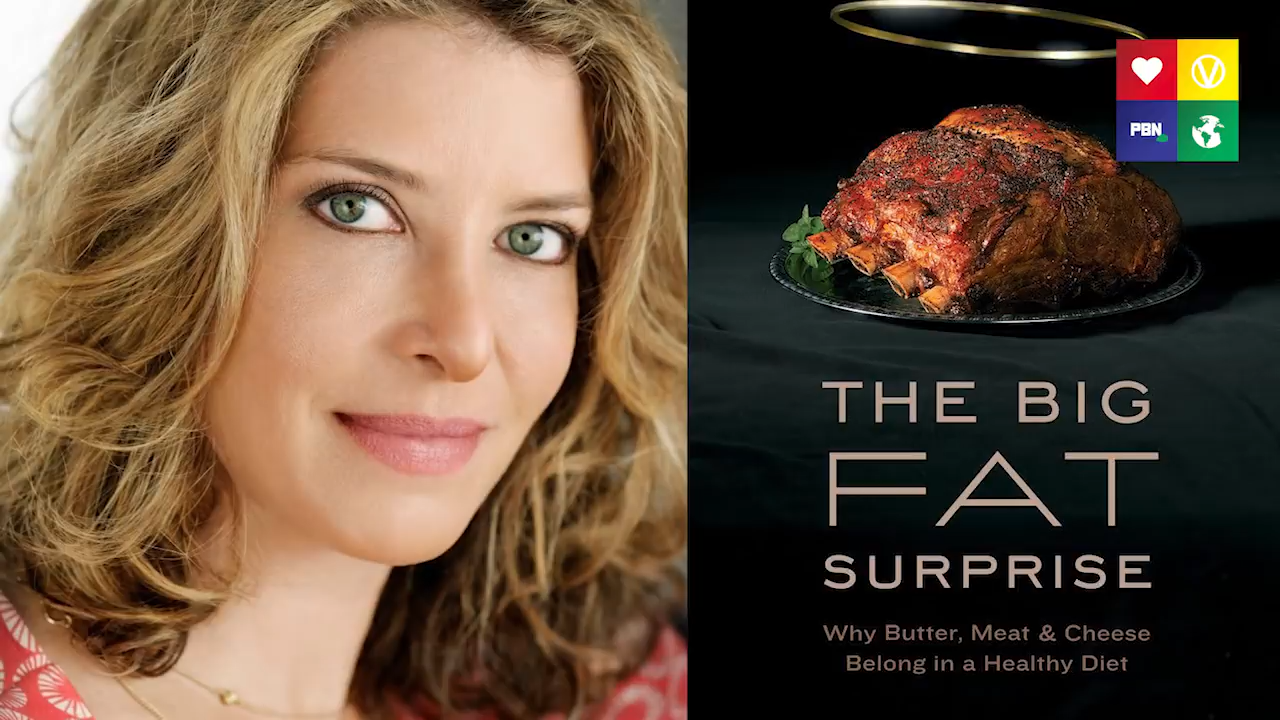 V
PBN
THE BIG
FAT
SURPRISE
Why Butter, Meat & Cheese
Belong in a Healthy Diet